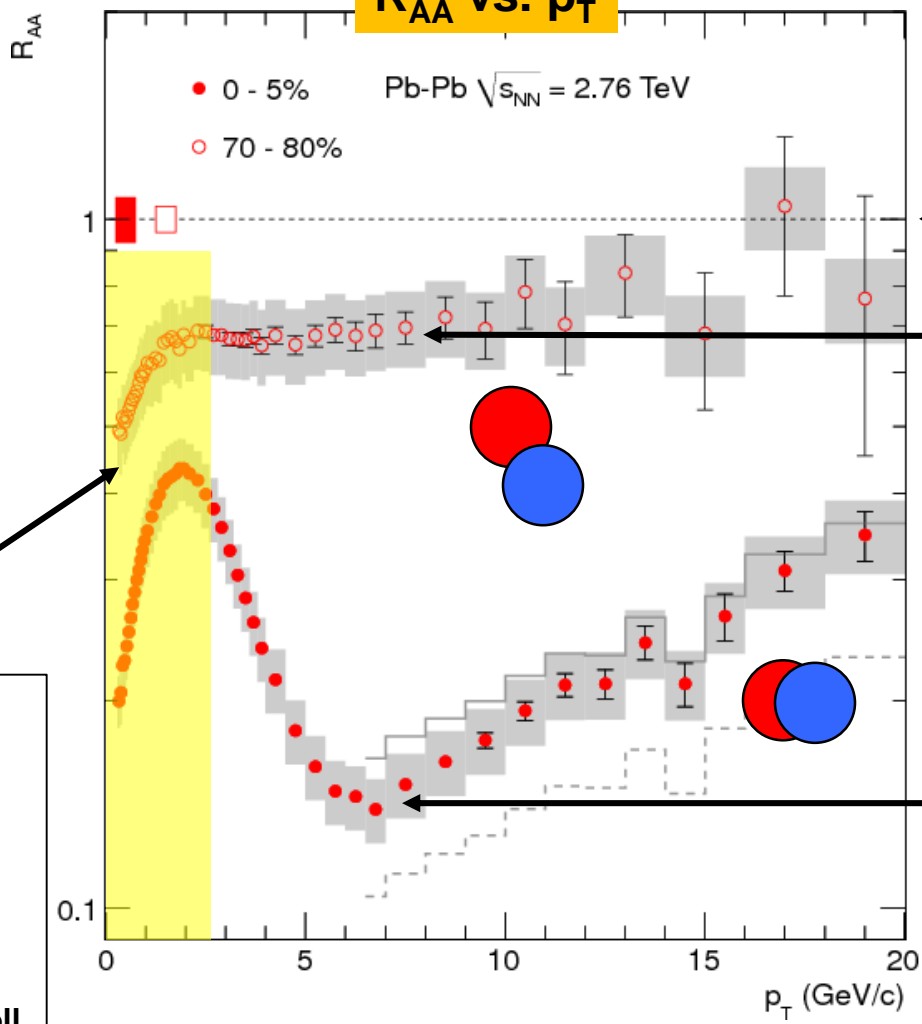 R_AA vs. p_T
R_AA
0 - 5%
Pb-Pb √s_NN = 2.76 TeV
70 - 80%
1
0.1
0
5
10
15
20
p_T (GeV/c)